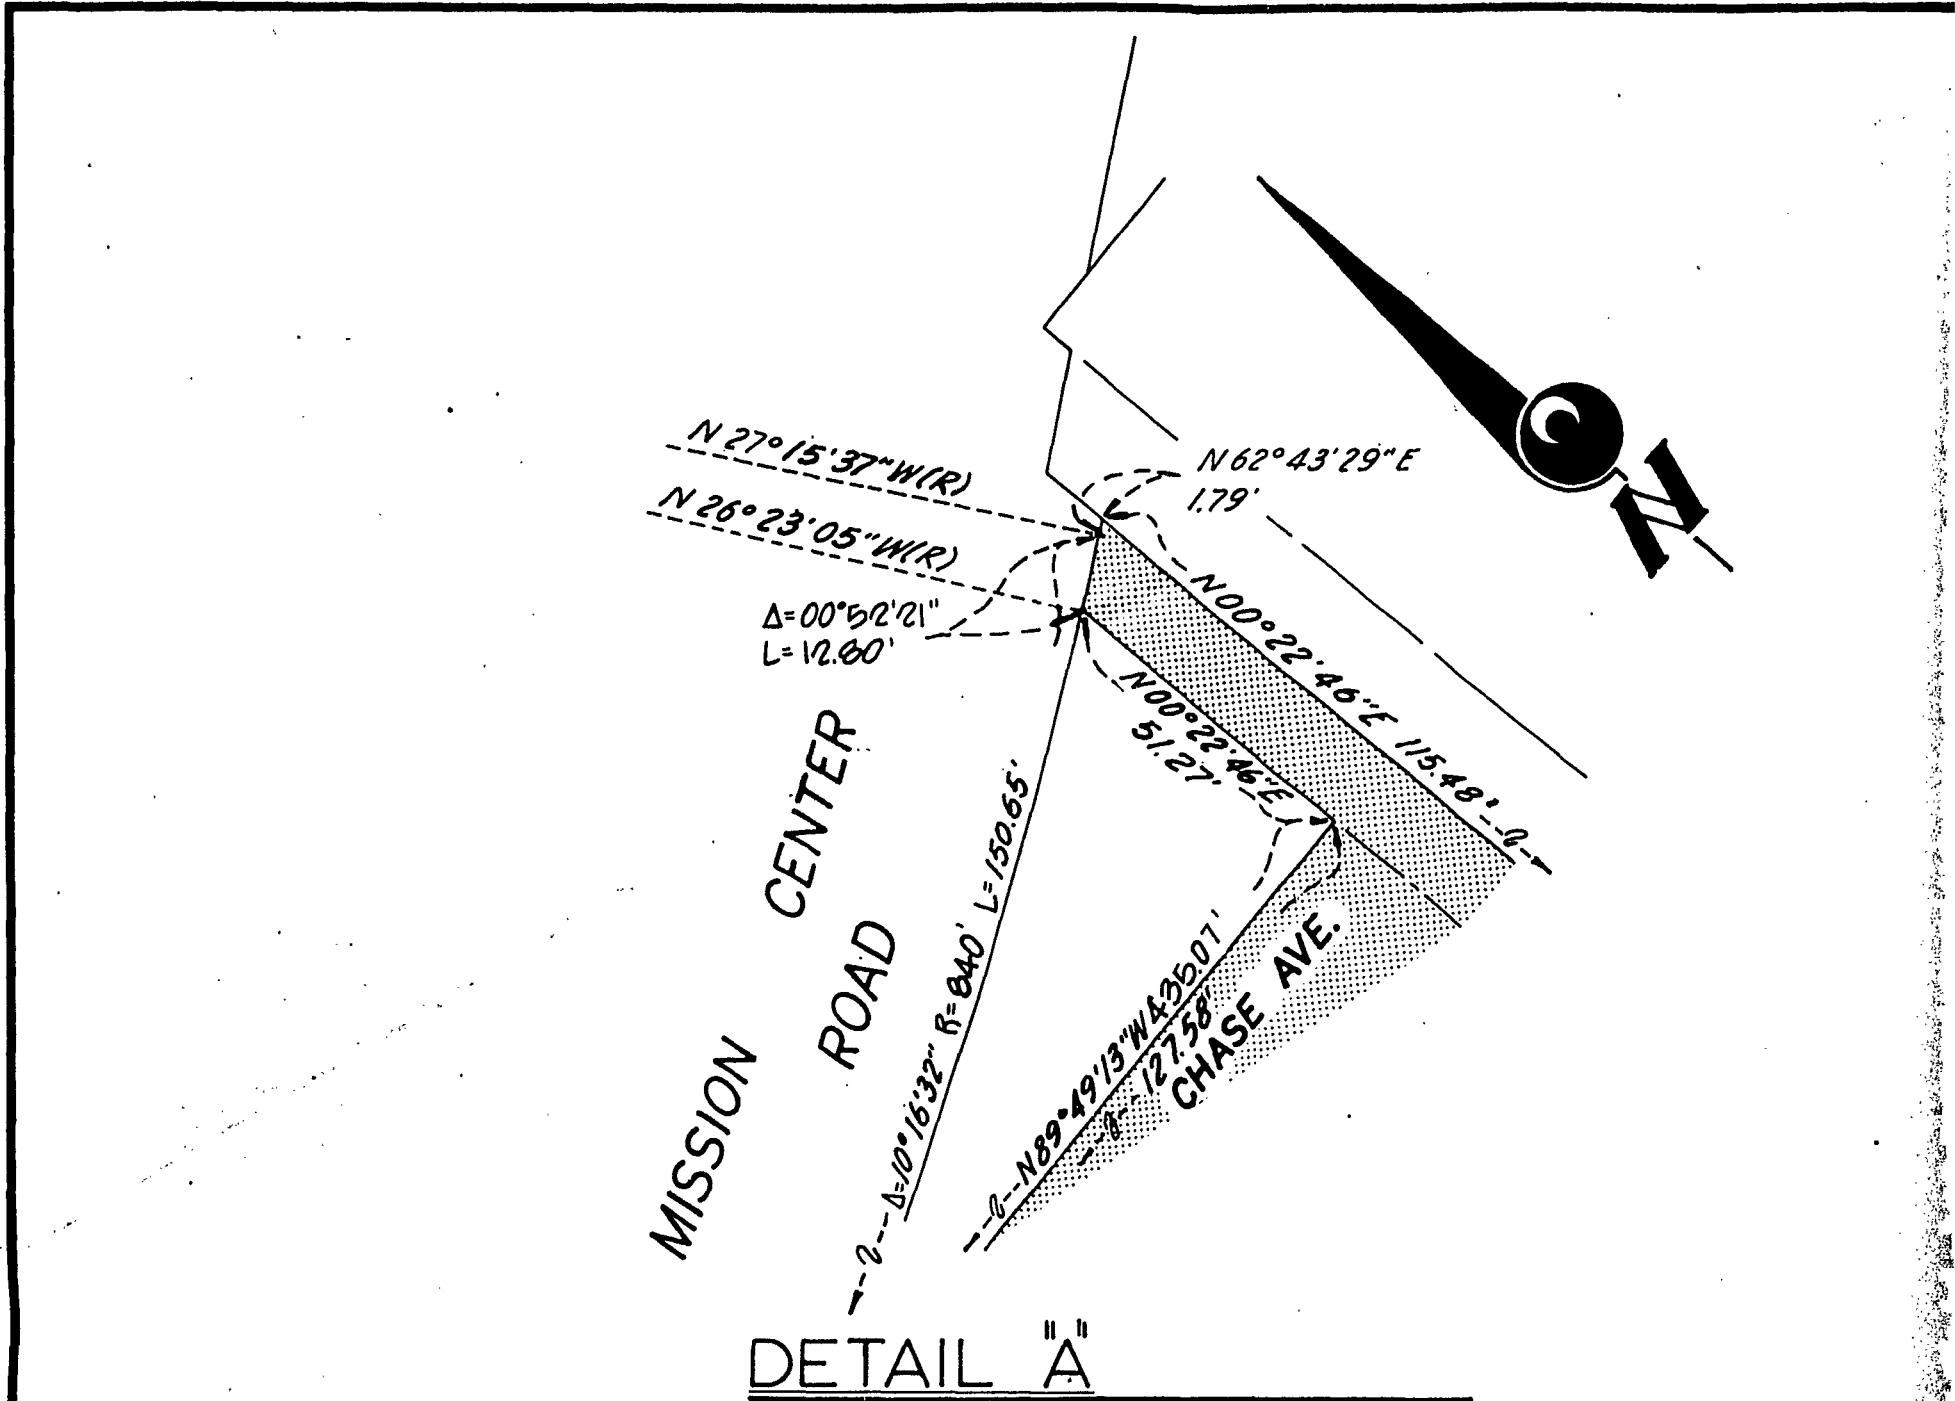 N 27°15'37"W(R)
N 26°23'05"W(R)
N 62°43'29"E
1.79'
Δ=00°52'21"
L=12.80'
N00°22'46"E 115.48'
N00°22'46"E
51.27'
MISSION CENTER
ROAD
Δ=10°16'32" R=840' L=150.65'
N89°49'13"W 435.07'
127.58'
CHASE AVE.
N
DETAIL "A"